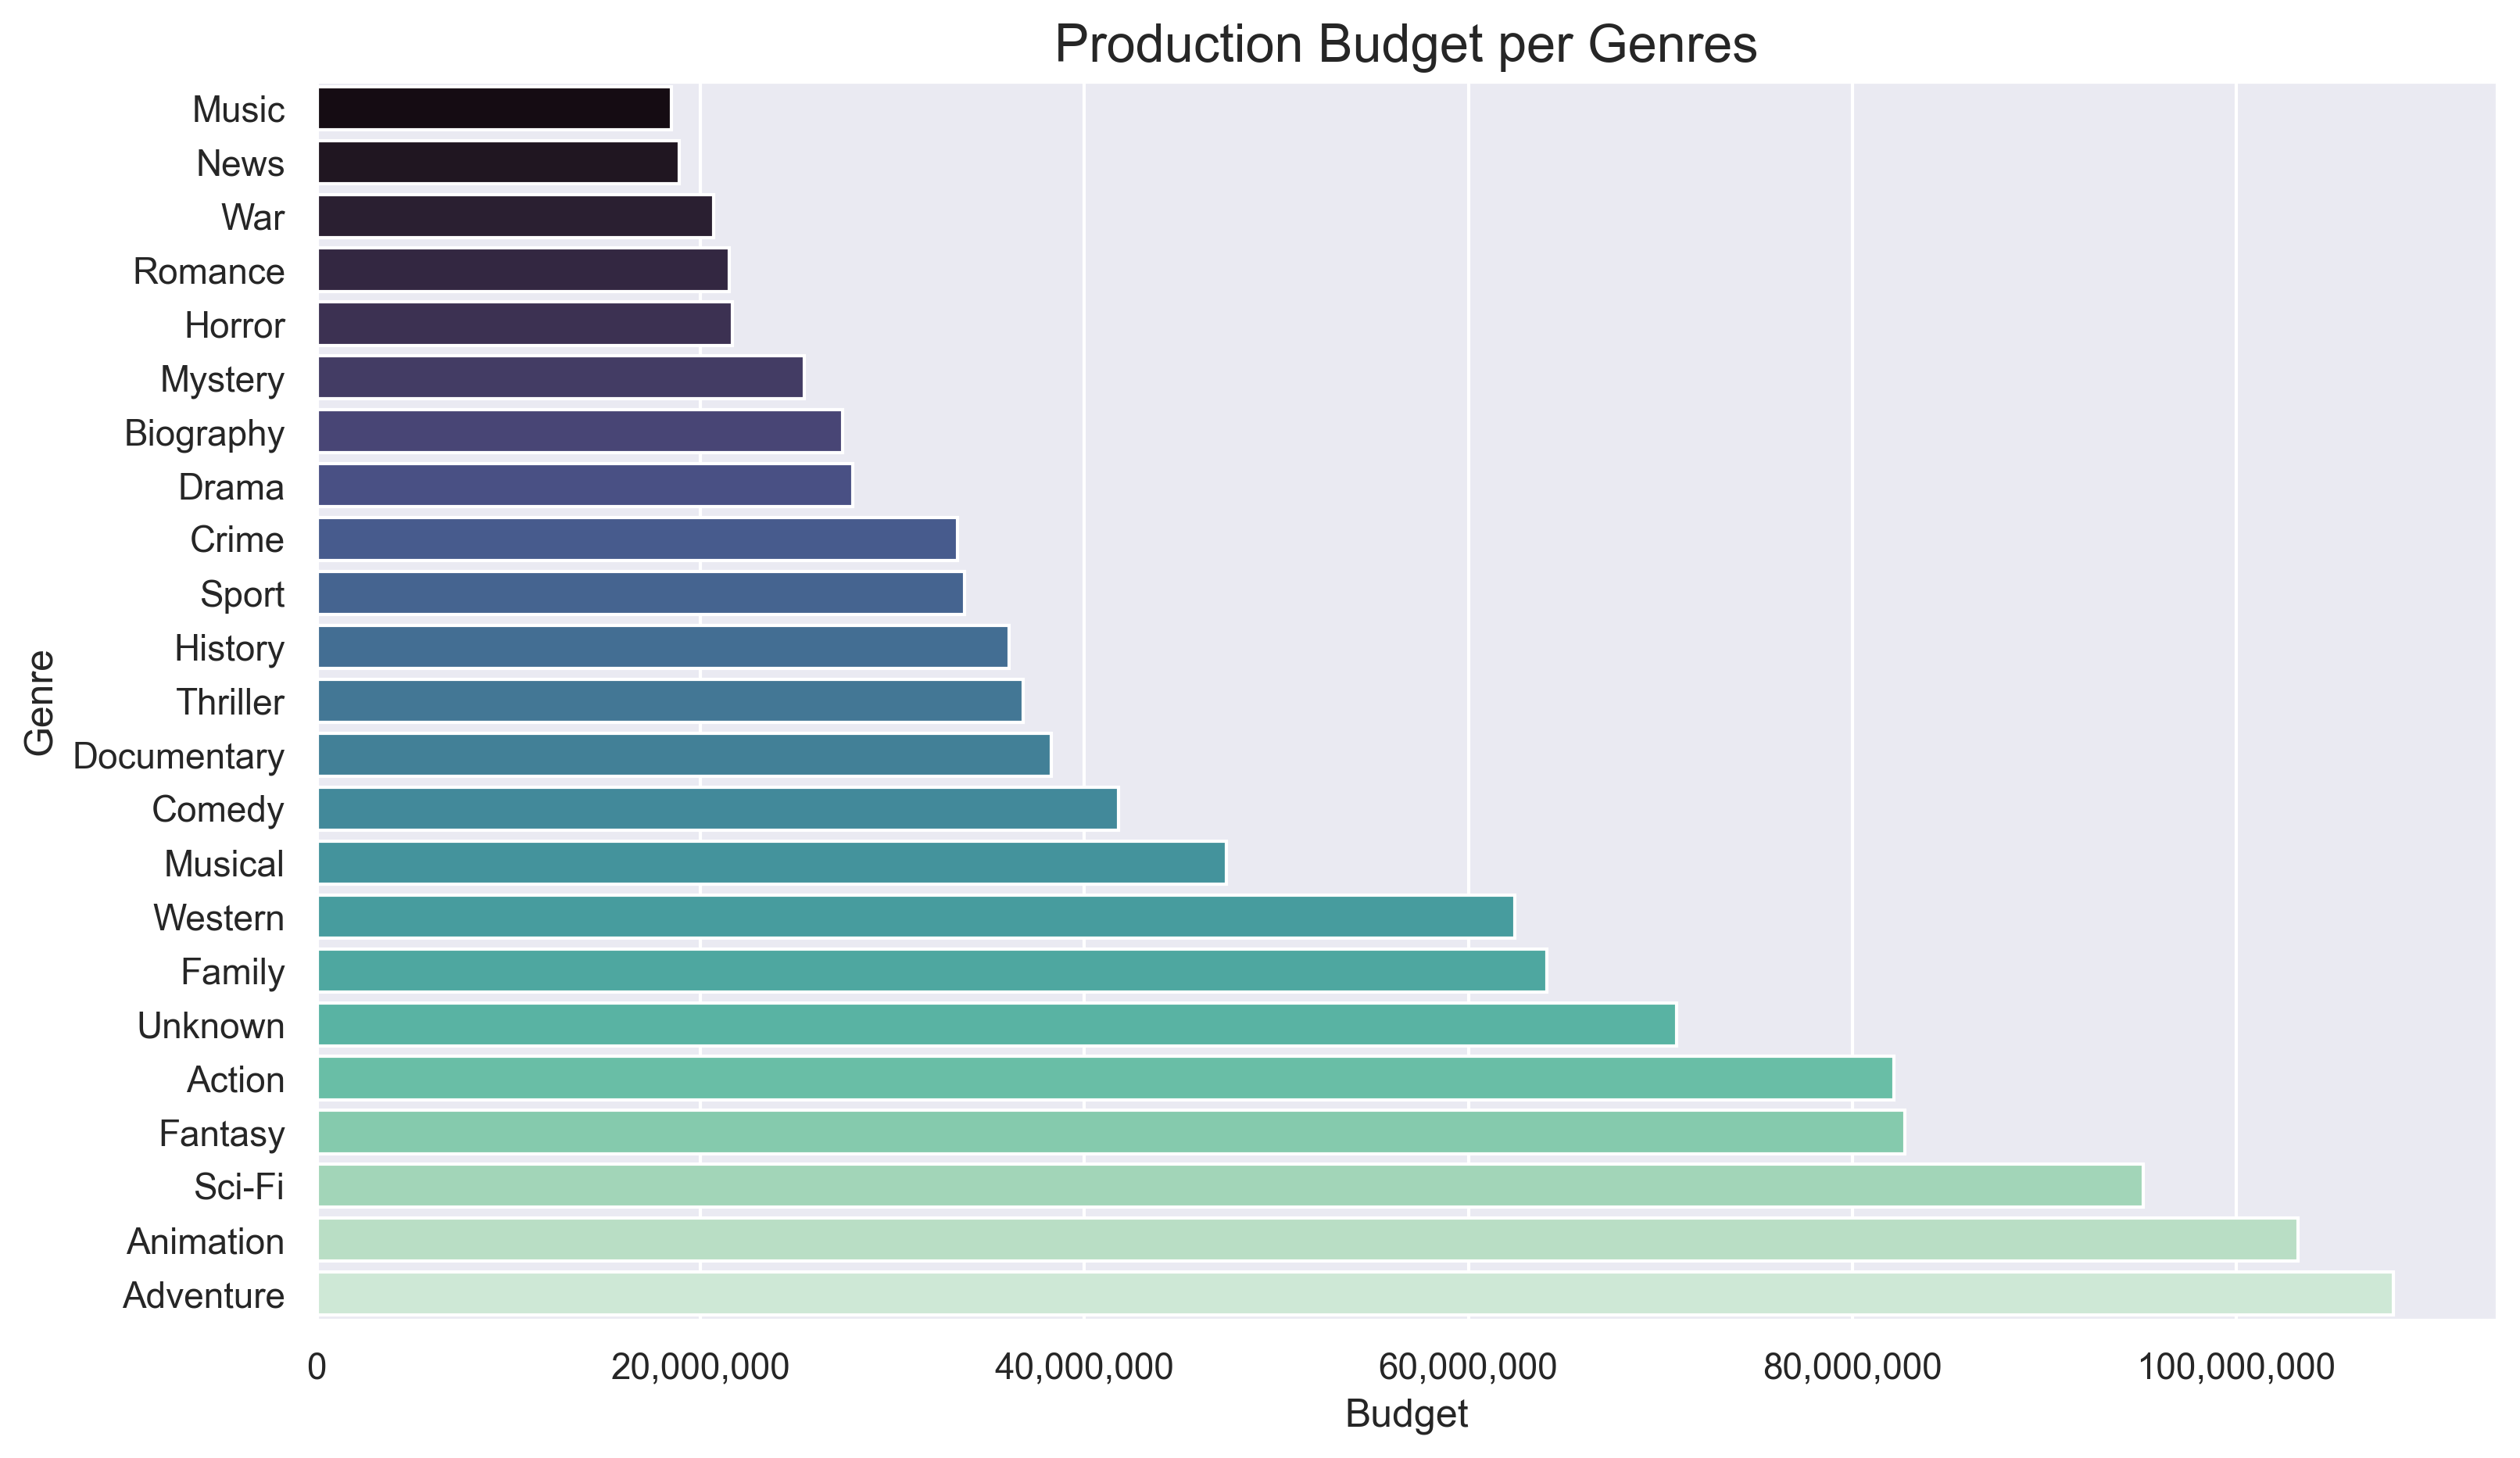 Production Budget per Genres
Genre
Music
News
War
Romance
Horror
Mystery
Biography
Drama
Crime
Sport
History
Thriller
Documentary
Comedy
Musical
Western
Family
Unknown
Action
Fantasy
Sci-Fi
Animation
Adventure
0 20,000,000 40,000,000 60,000,000 80,000,000 100,000,000
Budget